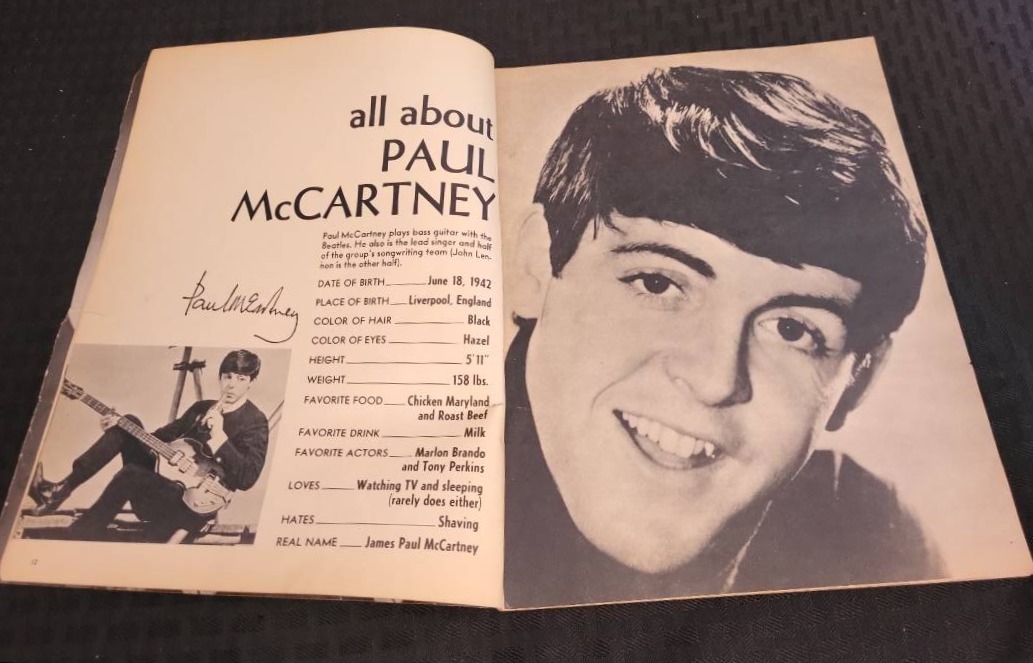 all about
PAUL
McCARTNEY
Paul McCartney plays bass guitar with the
Beatles. He also is the lead singer and half
of the group's songwriting team (John Len-
non is the other half).
DATE OF BIRTH June 18, 1942
PLACE OF BIRTH Liverpool, England
COLOR OF HAIR Black
COLOR OF EYES Hazel
HEIGHT 5'11"
WEIGHT 158 lbs.
FAVORITE FOOD Chicken Maryland
and Roast Beef
FAVORITE DRINK Milk
FAVORITE ACTORS Marlon Brando
and Tony Perkins
LOVES Watching TV and sleeping
(rarely does either)
HATES Shaving
REAL NAME James Paul McCartney
Paul McCartney
12